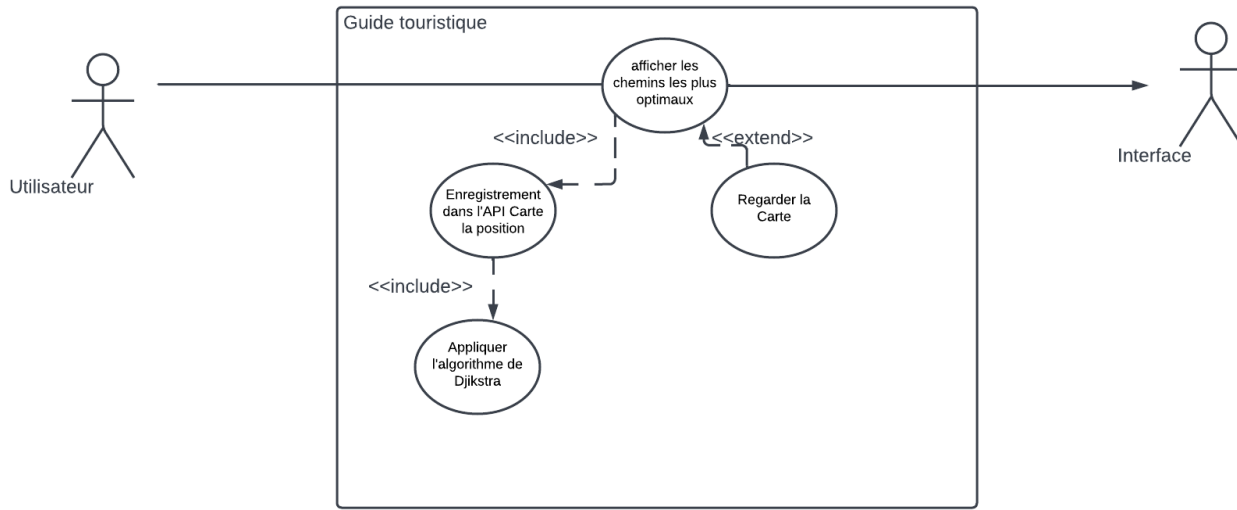 Guide touristique
afficher les
chemins les plus
optimaux
<<include>>
<<extend>>
Interface
Utilisateur
Enregistrement
dans l'API Carte
la position
Regarder la
Carte
<<include>>
Appliquer
l'algorithme de
Djikstra